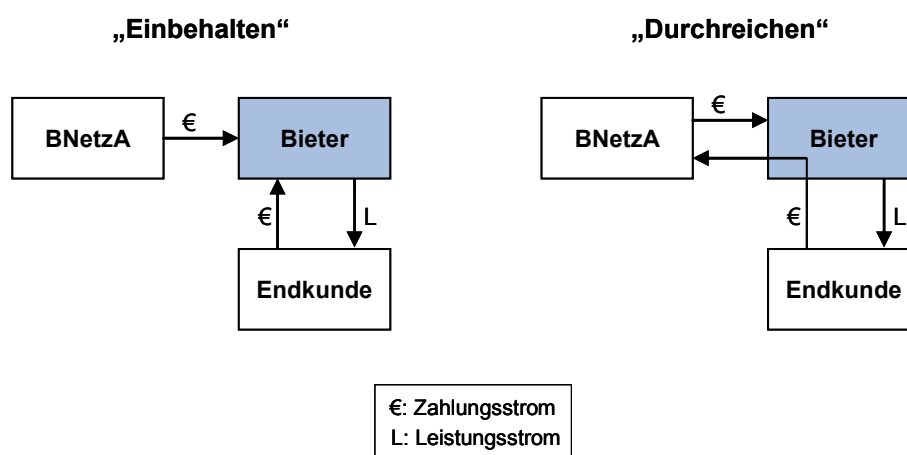 „Einbehalten“
BNetzA
€
Bieter
€
L
Endkunde
„Durchreichen“
BNetzA
€
Bieter
€
L
Endkunde
€: Zahlungsstrom
L: Leistungsstrom